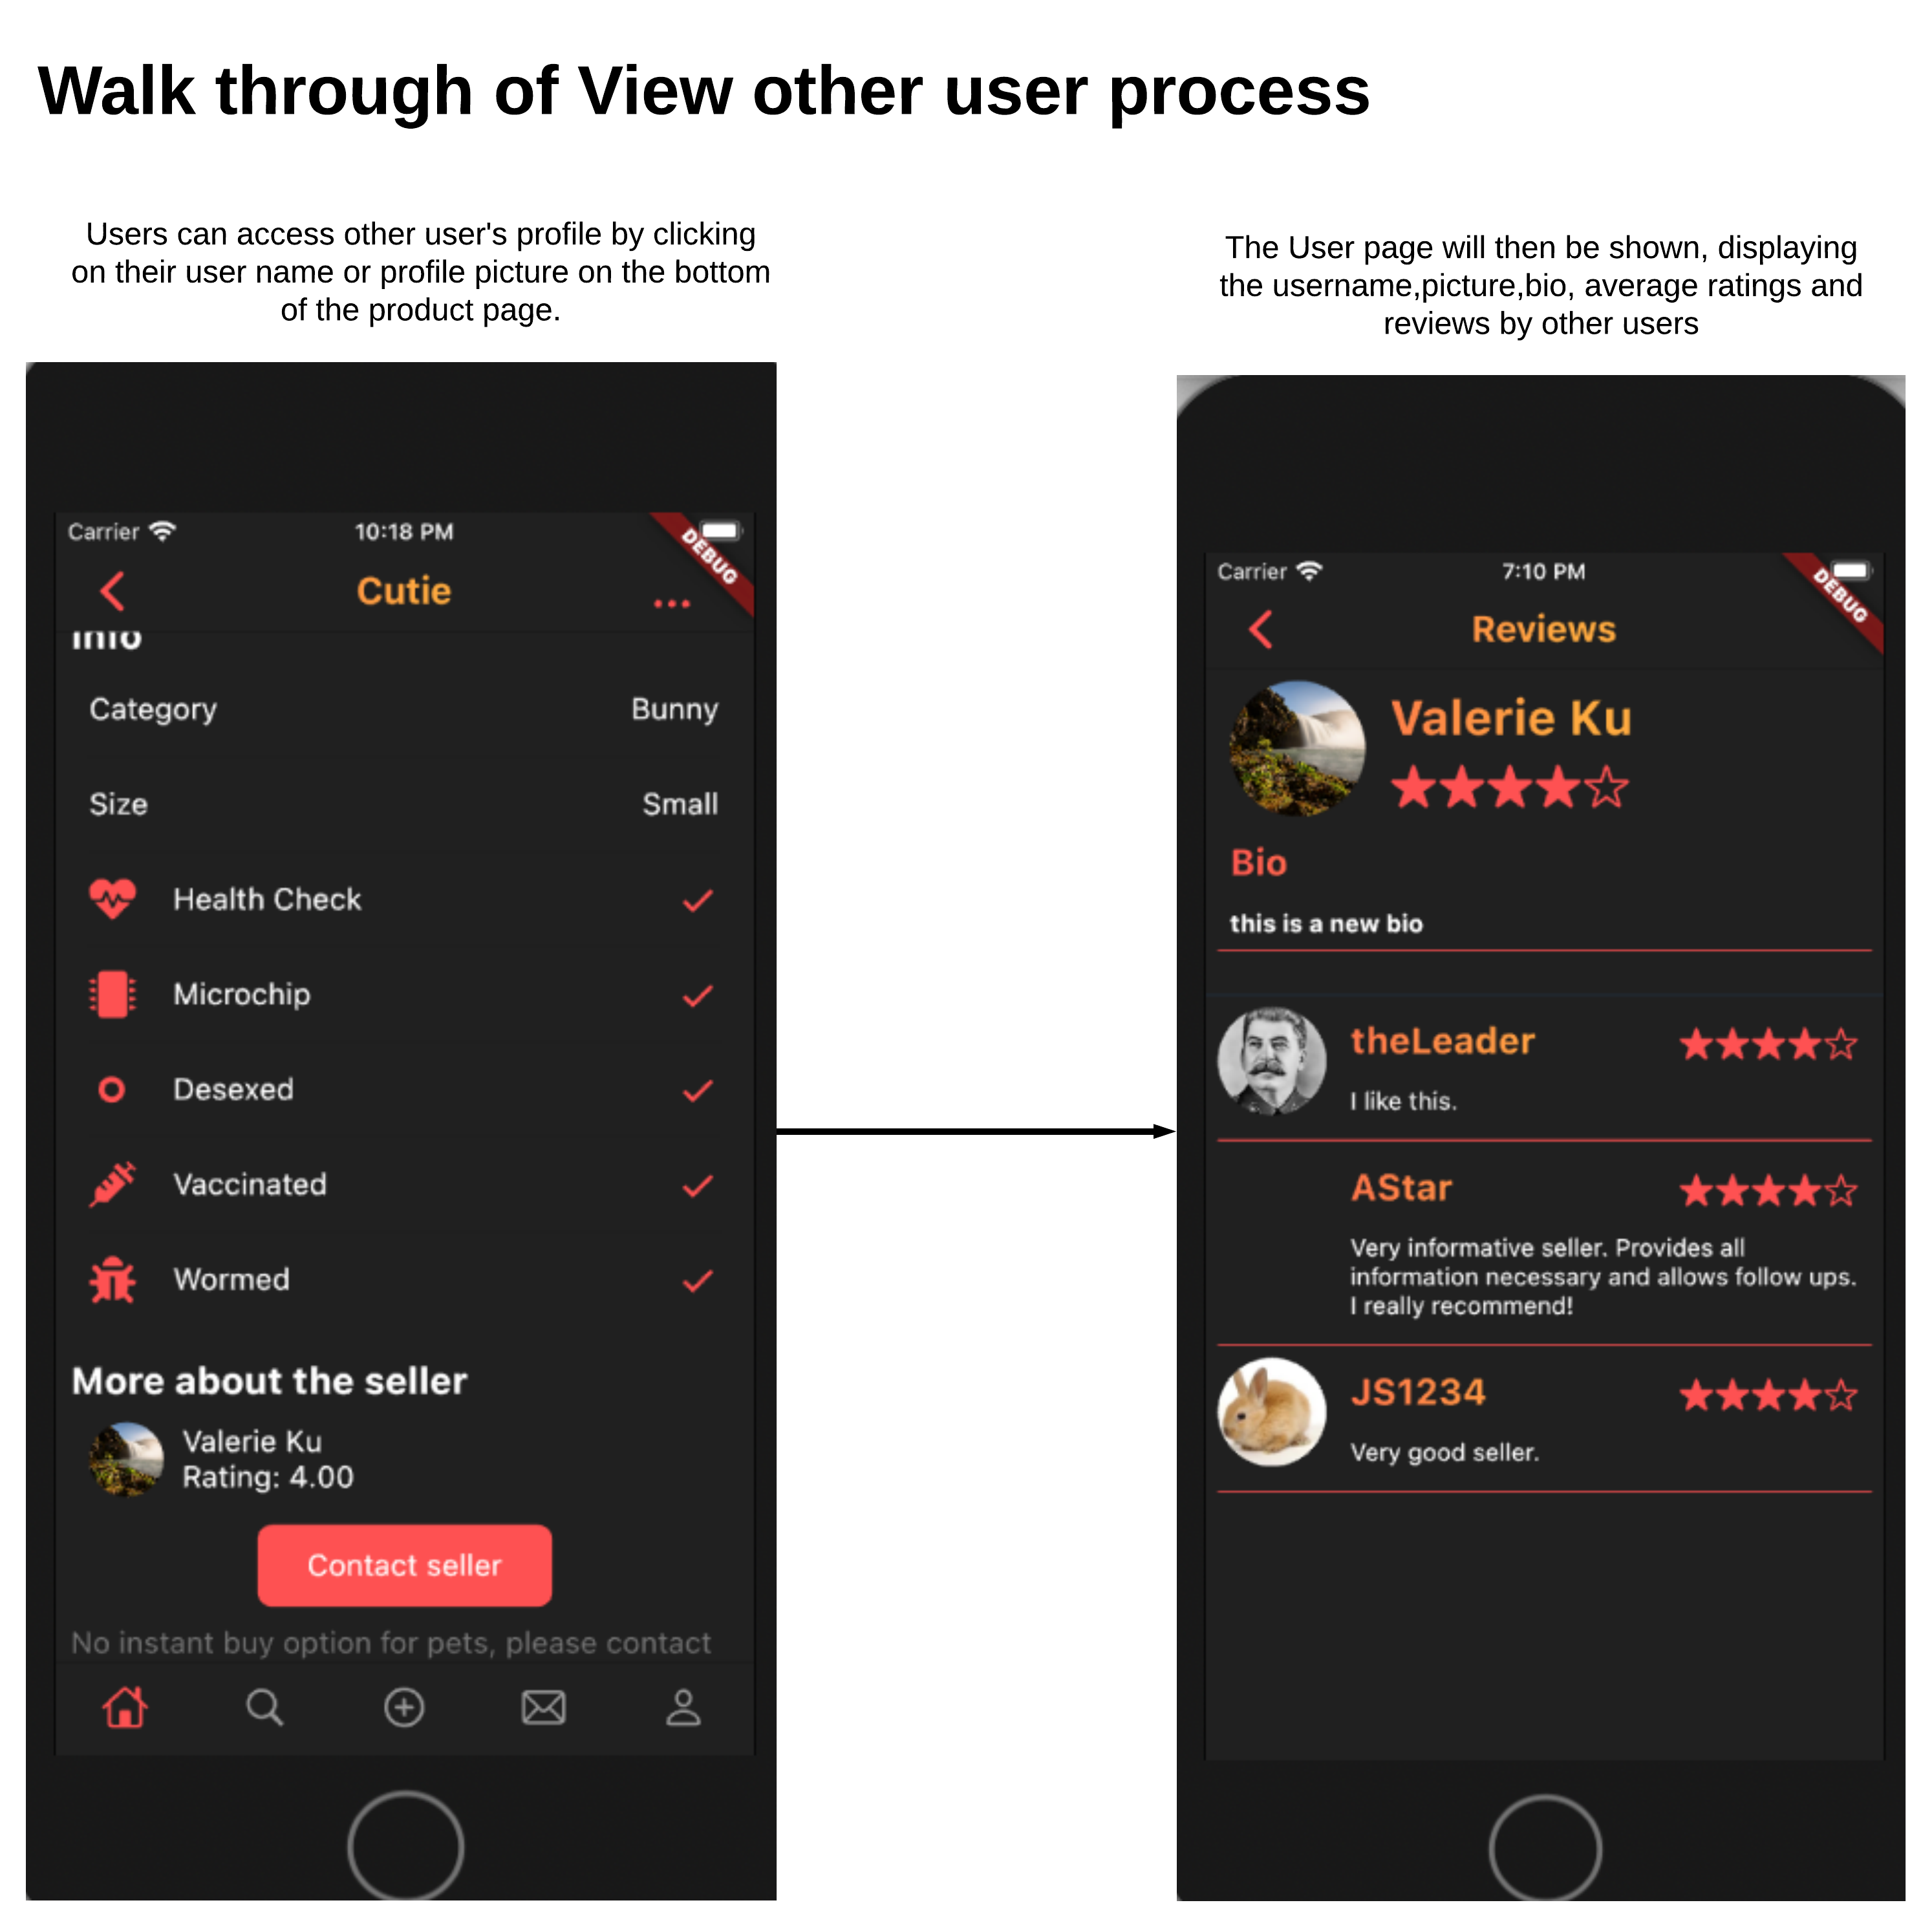 Walk through of View other user process
Users can access other user's profile by clicking
on their user name or profile picture on the bottom
of the product page.
Carrier 10:18 PM
DEBUG
Cutie
Info
Category Bunny
Size Small
Health Check
Microchip
Desexed
Vaccinated
Wormed
More about the seller
Valerie Ku
Rating: 4.00
Contact seller
No instant buy option for pets, please contact
The User page will then be shown, displaying
the username,picture,bio, average ratings and
reviews by other users
Carrier 7:10 PM
DEBUG
Reviews
Valerie Ku
Bio
this is a new bio
theLeader
I like this.
AStar
Very informative seller. Provides all
information necessary and allows follow ups.
I really recommend!
JS1234
Very good seller.